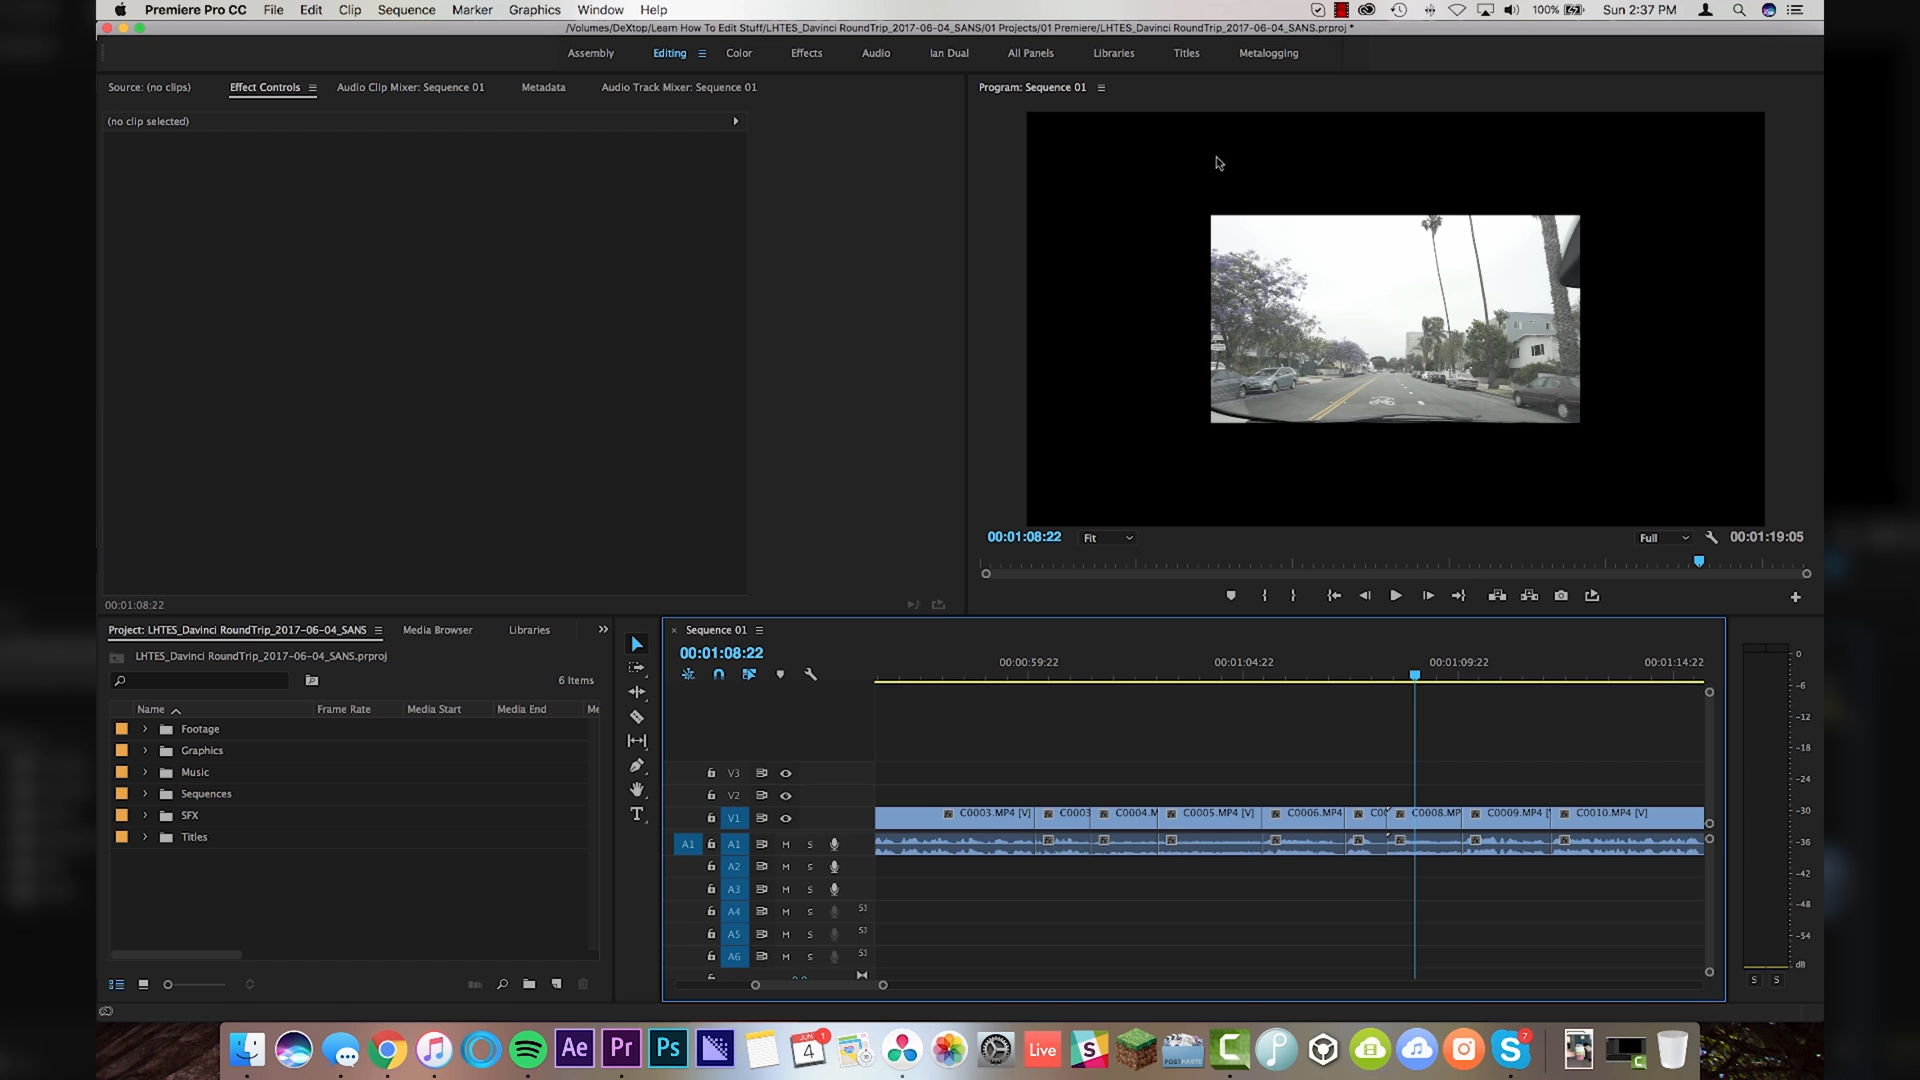 Premiere Pro CC File Edit Clip Sequence Marker Graphics Window Help 100% Sun 2:37 PM
/Volumes/DeXtop/Learn How To Edit Stuff/LHTES_Davinci RoundTrip_2017-06-04_SANS/01 Projects/01 Premiere/LHTES_Davinci RoundTrip_2017-06-04_SANS.prproj *
Assembly Editing Color Effects Audio Ian Dual All Panels Libraries Titles Metalogging
Source: (no clips) Effect Controls Audio Clip Mixer: Sequence 01 Metadata Audio Track Mixer: Sequence 01 Program: Sequence 01
(no clip selected)
00:01:08:22 Fit Full 00:01:19:05
00:01:08:22
Project: LHTES_Davinci RoundTrip_2017-06-04_SANS Media Browser Libraries
LHTES_Davinci RoundTrip_2017-06-04_SANS.prproj
6 Items
Name Frame Rate Media Start Media End Me
Footage
Graphics
Music
Sequences
SFX
Titles
Sequence 01
00:01:08:22
00:00:59:22 00:01:04:22 00:01:09:22 00:01:14:22
V3
V2
V1 C0003.MP4 [V] C0003 C0004.M C0005.MP4 [V] C0006.MP4 C00 C0008.MP C0009.MP4 [ C0010.MP4 [V]
A1 A1 M S
A2 M S
A3 M S
A4 M S S1
A5 M S S1
A6 M S S1
0
-6
-12
-18
-24
-30
-36
-42
-48
-54
dB
S S
Ae Pr Ps JUN 4 1 Live S POSTHASTE C P S 7